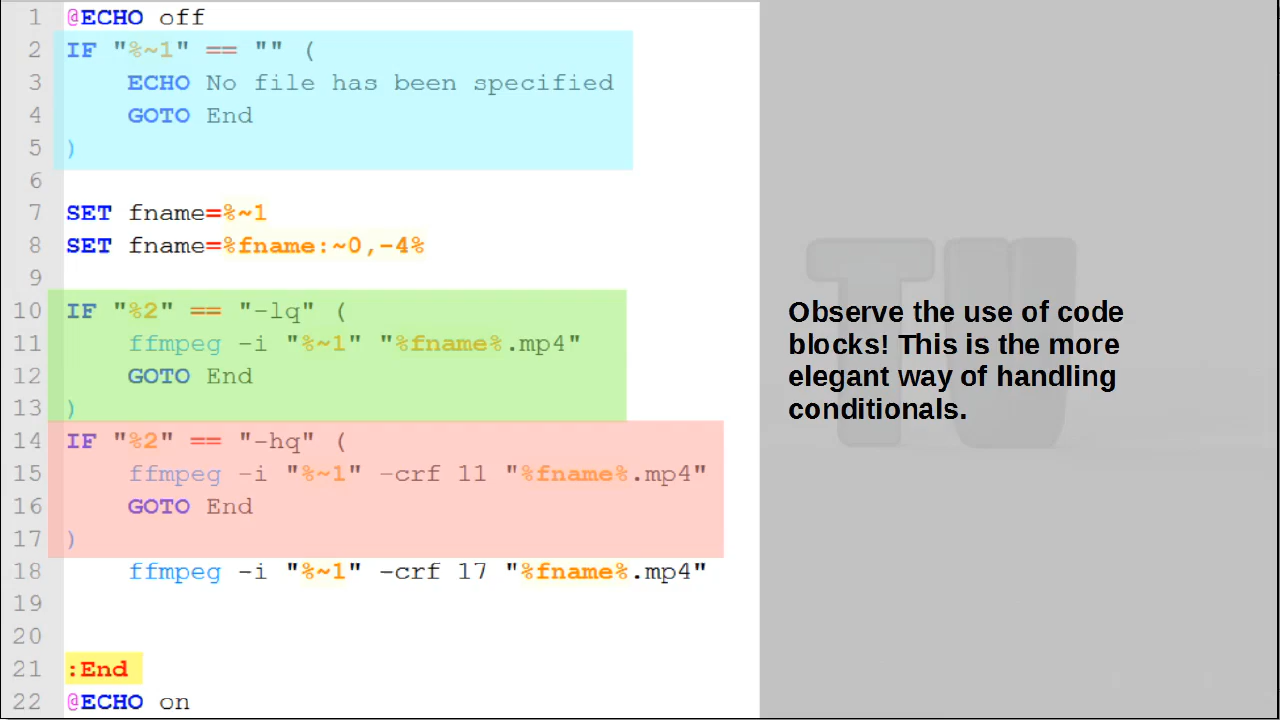 1 @ECHO off
2 IF "%~1" == "" (
3     ECHO No file has been specified
4     GOTO End
5 )
6
7 SET fname=%~1
8 SET fname=%fname:~0,-4%
9
10 IF "%2" == "-lq" (
11     ffmpeg -i "%~1" "%fname%.mp4"
12     GOTO End
13 )
14 IF "%2" == "-hq" (
15     ffmpeg -i "%~1" -crf 11 "%fname%.mp4"
16     GOTO End
17 )
18     ffmpeg -i "%~1" -crf 17 "%fname%.mp4"
19
20
21 :End
22 @ECHO on
TU
Observe the use of code
blocks! This is the more
elegant way of handling
conditionals.